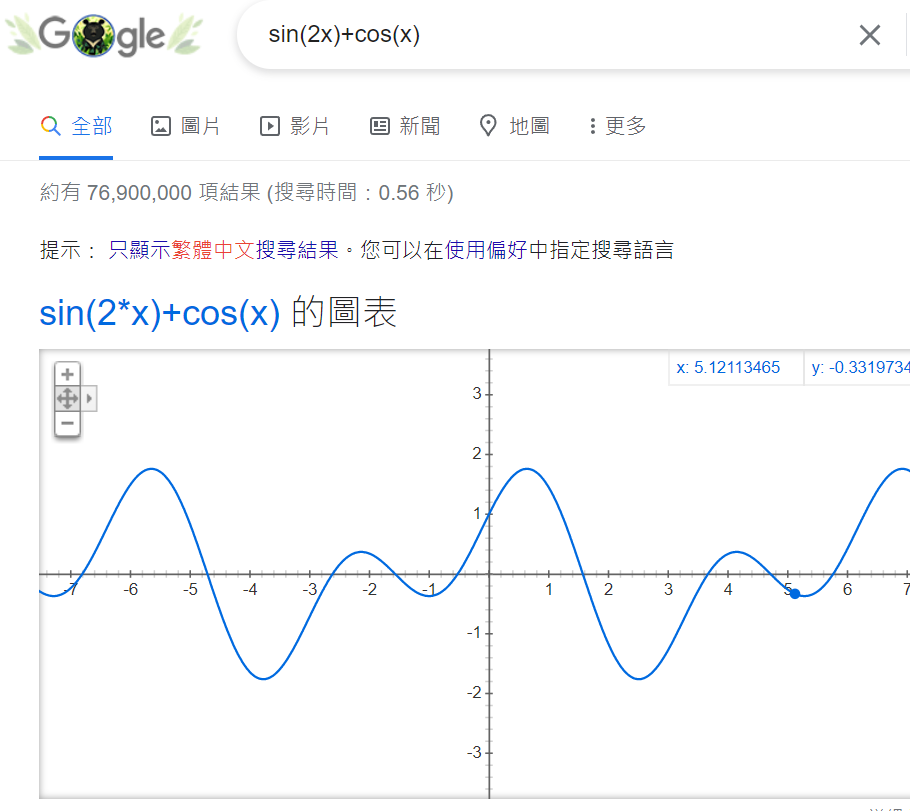 Google
sin(2x)+cos(x)
全部 圖片 影片 新聞 地圖 更多
約有 76,900,000 項結果 (搜尋時間：0.56 秒)
提示： 只顯示繁體中文搜尋結果。您可以在使用偏好中指定搜尋語言
sin(2*x)+cos(x) 的圖表
x: 5.12113465 y: -0.3319734
3
2
1
-7 -6 -5 -4 -3 -2 -1 1 2 3 4 5 6 7
-1
-2
-3